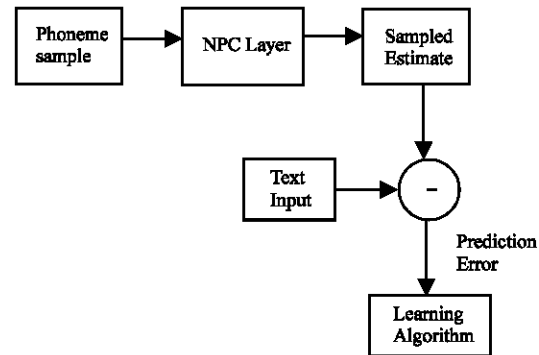 Phoneme
sample
NPC Layer
Sampled
Estimate
Text
Input
-
Prediction
Error
Learning
Algorithm